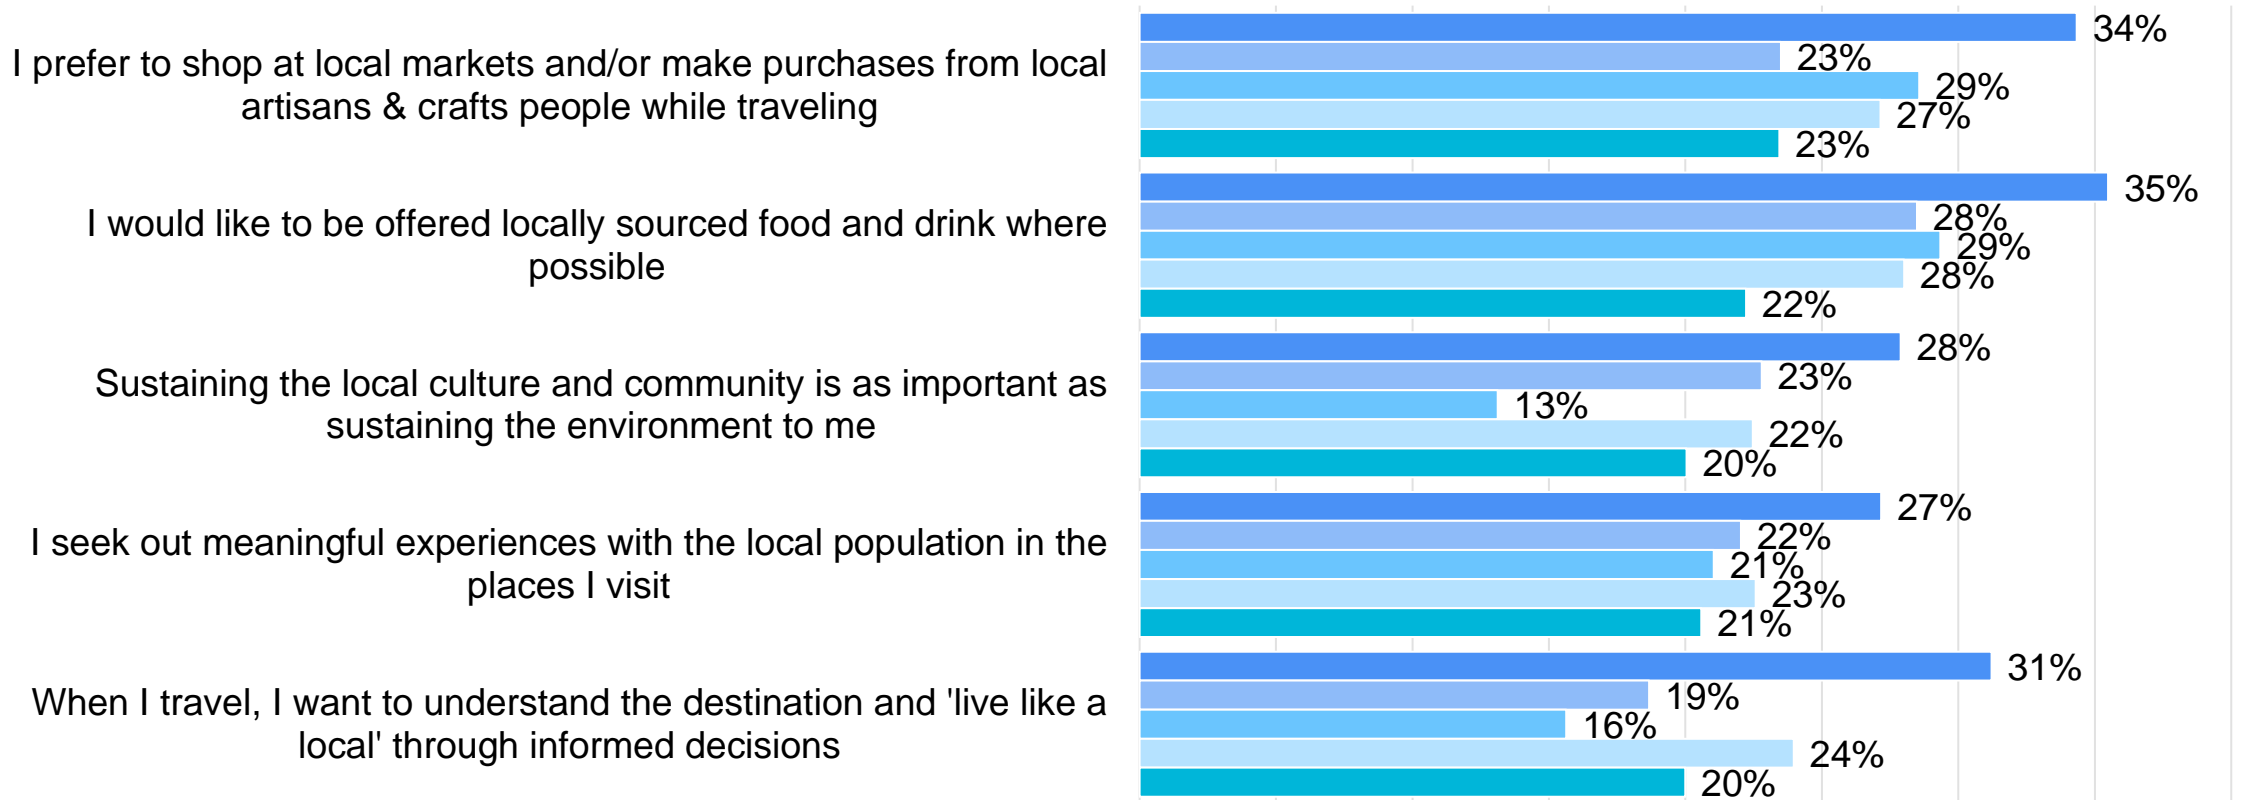 I prefer to shop at local markets and/or make purchases from local
artisans & crafts people while traveling
34%
23%
29%
27%
23%
I would like to be offered locally sourced food and drink where
possible
35%
28%
29%
28%
22%
Sustaining the local culture and community is as important as
sustaining the environment to me
28%
23%
13%
22%
20%
I seek out meaningful experiences with the local population in the
places I visit
27%
22%
21%
23%
21%
When I travel, I want to understand the destination and 'live like a
local' through informed decisions
31%
19%
16%
24%
20%